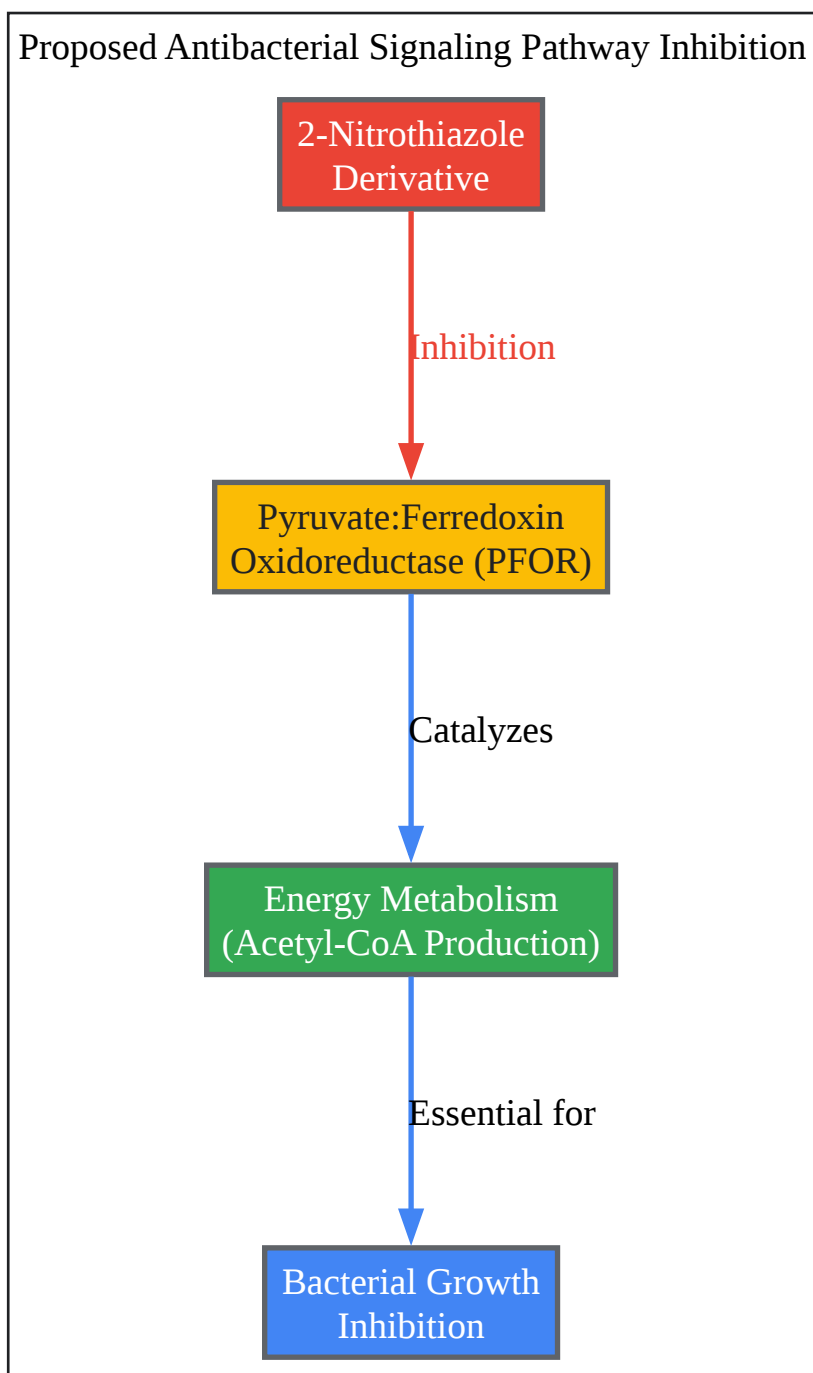 Proposed Antibacterial Signaling Pathway Inhibition
2-Nitrothiazole
Derivative
Inhibition
Pyruvate:Ferredoxin
Oxidoreductase (PFOR)
Catalyzes
Energy Metabolism
(Acetyl-CoA Production)
Essential for
Bacterial Growth
Inhibition